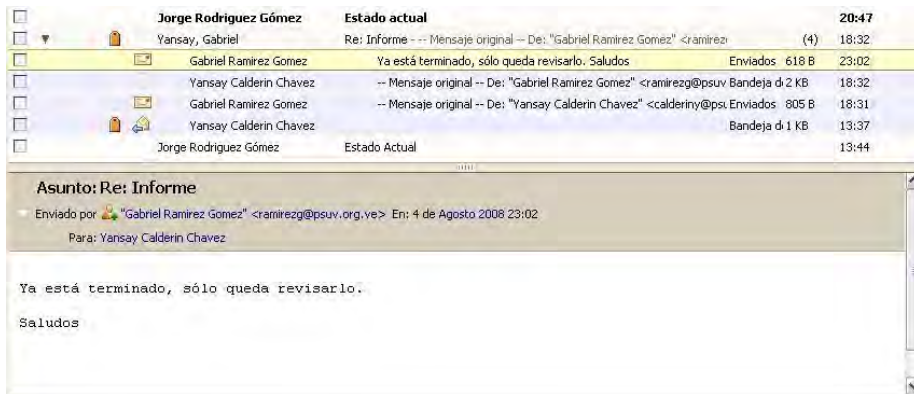 Jorge Rodriguez Gómez Estado actual 20:47
Yansay, Gabriel Re: Informe - -- Mensaje original -- De: "Gabriel Ramirez Gomez" <ramirez (4) 18:32
Gabriel Ramirez Gomez Ya está terminado, sólo queda revisarlo. Saludos Enviados 618 B 23:02
Yansay Calderin Chavez -- Mensaje original -- De: "Gabriel Ramirez Gomez" <ramirezg@psuv Bandeja d 2 KB 18:32
Gabriel Ramirez Gomez -- Mensaje original -- De: "Yansay Calderin Chavez" <calderiny@psu Enviados 805 B 18:31
Yansay Calderin Chavez Bandeja d 1 KB 13:37
Jorge Rodriguez Gómez Estado Actual 13:44
Asunto: Re: Informe
Enviado por "Gabriel Ramirez Gomez" <ramirezg@psuv.org.ve> En: 4 de Agosto 2008 23:02
Para: Yansay Calderin Chavez
Ya está terminado, sólo queda revisarlo.
Saludos